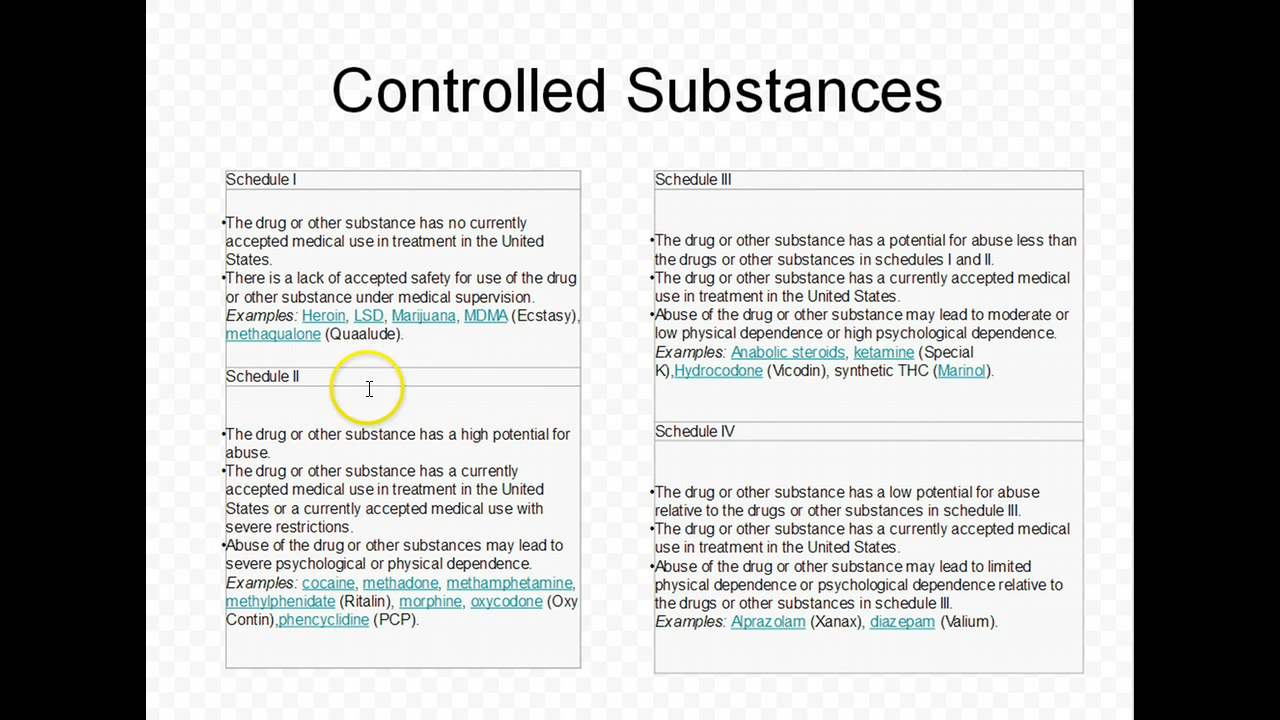 Controlled Substances
Schedule I
•The drug or other substance has no currently
accepted medical use in treatment in the United
States.
•There is a lack of accepted safety for use of the drug
or other substance under medical supervision.
Examples: Heroin, LSD, Marijuana, MDMA (Ecstasy),
methaqualone (Quaalude).
Schedule II
•The drug or other substance has a high potential for
abuse.
•The drug or other substance has a currently
accepted medical use in treatment in the United
States or a currently accepted medical use with
severe restrictions.
•Abuse of the drug or other substances may lead to
severe psychological or physical dependence.
Examples: cocaine, methadone, methamphetamine,
methylphenidate (Ritalin), morphine, oxycodone (Oxy
Contin),phencyclidine (PCP).
Schedule III
•The drug or other substance has a potential for abuse less than
the drugs or other substances in schedules I and II.
•The drug or other substance has a currently accepted medical
use in treatment in the United States.
•Abuse of the drug or other substance may lead to moderate or
low physical dependence or high psychological dependence.
Examples: Anabolic steroids, ketamine (Special
K),Hydrocodone (Vicodin), synthetic THC (Marinol).
Schedule IV
•The drug or other substance has a low potential for abuse
relative to the drugs or other substances in schedule III.
•The drug or other substance has a currently accepted medical
use in treatment in the United States.
•Abuse of the drug or other substance may lead to limited
physical dependence or psychological dependence relative to
the drugs or other substances in schedule III.
Examples: Alprazolam (Xanax), diazepam (Valium).